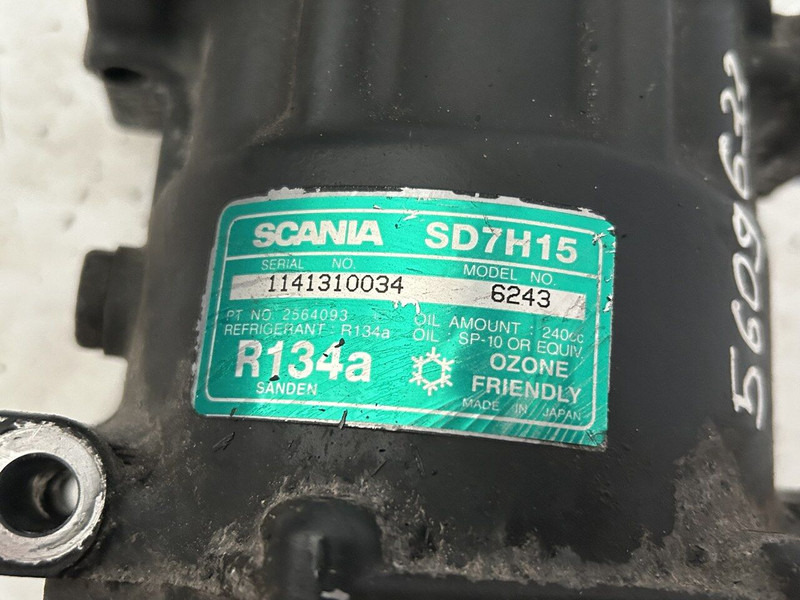 SCANIA SD7H15
SERIAL NO. MODEL NO.
1141310034 6243
PT NO. 2564093 OIL AMOUNT : 240cc
REFRIGERANT : R134a OIL : SP-10 OR EQUIV.
R134a OZONE
SANDEN FRIENDLY
MADE IN JAPAN